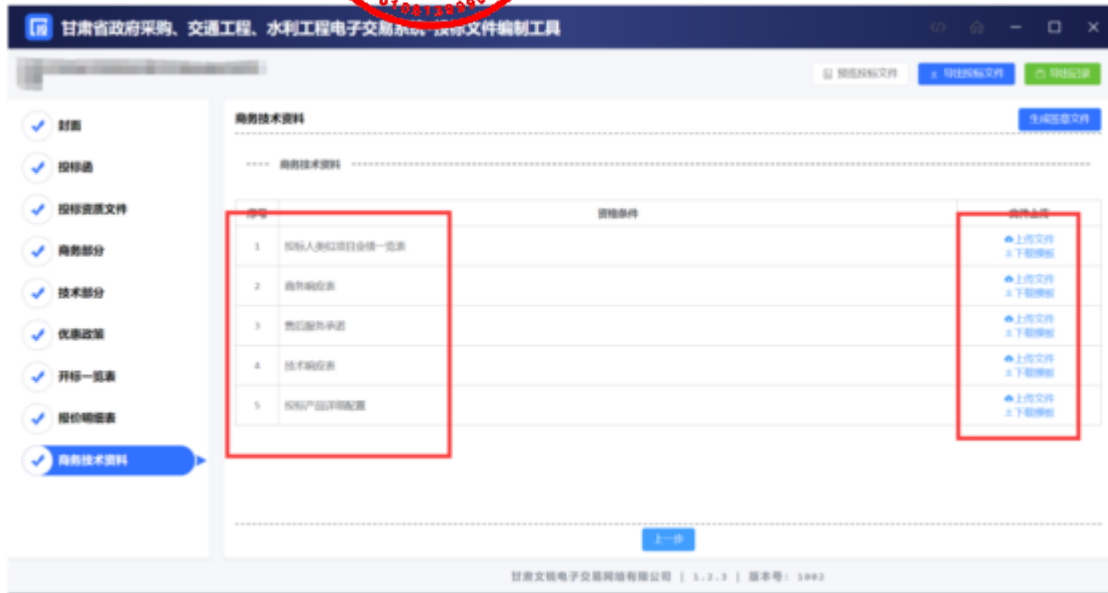 甘肃省政府采购、交通工程、水利工程电子交易系统-投标文件编制工具
预览投标文件
导出投标文件
导出记录
封面
投标函
投标资质文件
商务部分
技术部分
优惠政策
开标一览表
报价明细表
商务技术资料
商务技术资料
生成签章文件
商务技术资料
序号 资格条件 文件上传
1 投标人类似项目业绩一览表 上传文件
下载模板
2 商务响应表 上传文件
下载模板
3 售后服务承诺 上传文件
下载模板
4 技术响应表 上传文件
下载模板
5 投标产品详细配置 上传文件
下载模板
上一步
甘肃文锐电子交易网络有限公司 | 1.2.3 | 版本号: 1002